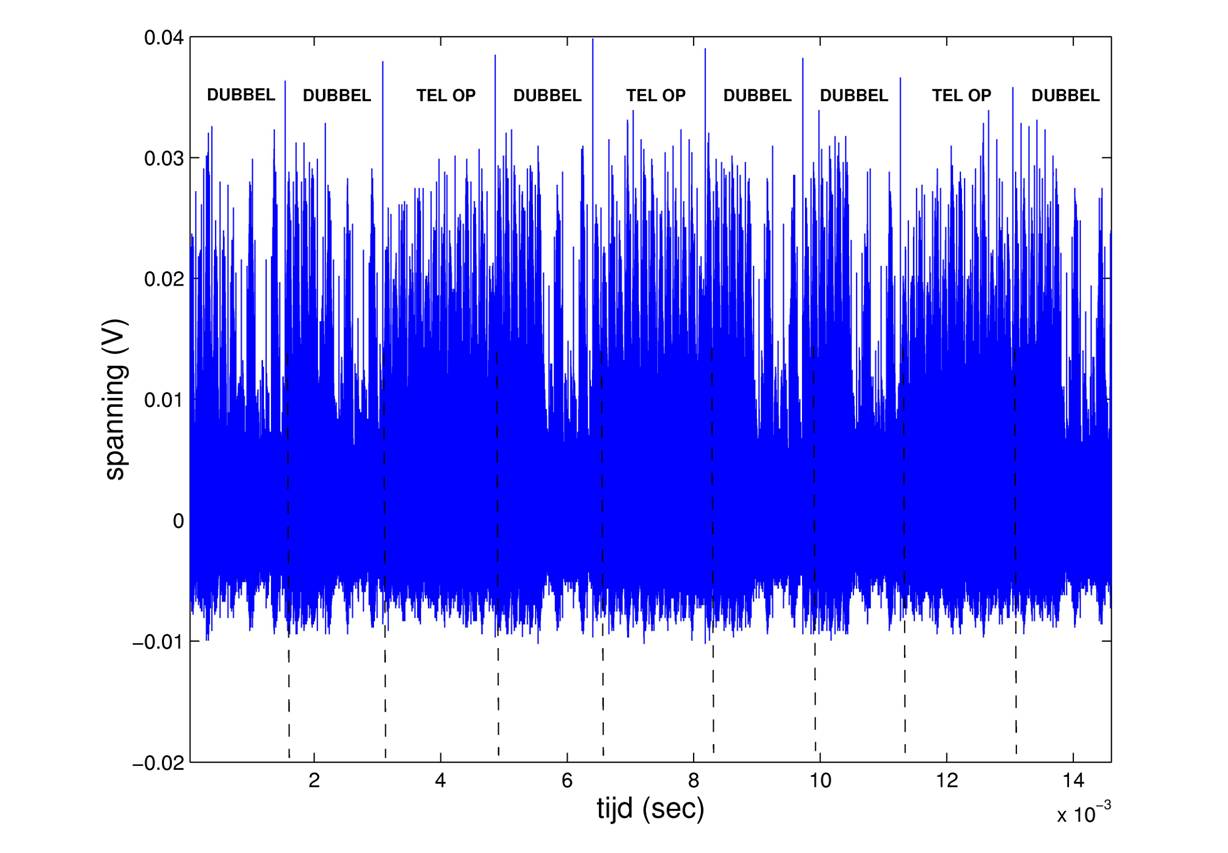 DUBBEL DUBBEL TEL OP DUBBEL TEL OP DUBBEL DUBBEL TEL OP DUBBEL
0.04
0.03
0.02
0.01
0
−0.01
−0.02
spanning (V)
2 4 6 8 10 12 14
tijd (sec)
x 10⁻³